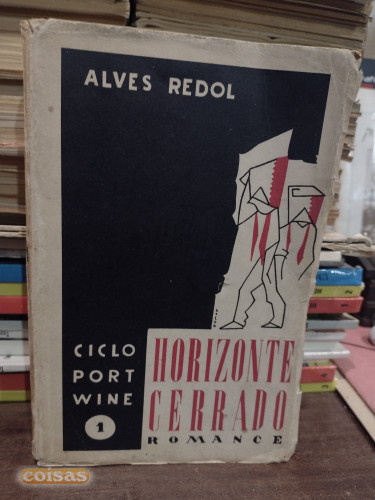 ALVES REDOL
CICLO
PORT
WINE
1
HORIZONTE
CERRADO
ROMANCE
coisas